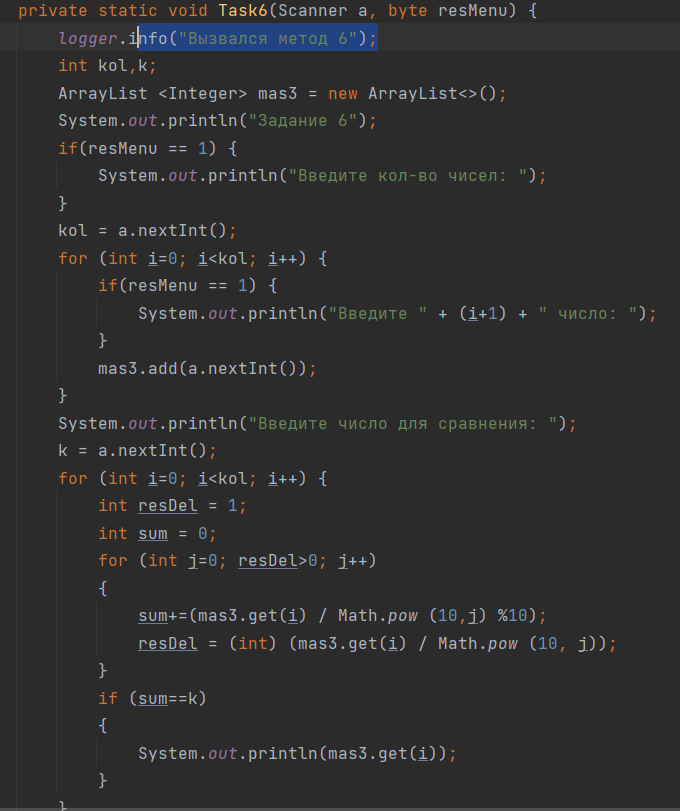 private static void Task6(Scanner a, byte resMenu) {
logger.info("Вызвался метод 6");
int kol,k;
ArrayList <Integer> mas3 = new ArrayList<>();
System.out.println("Задание 6");
if(resMenu == 1) {
System.out.println("Введите кол-во чисел: ");
}
kol = a.nextInt();
for (int i=0; i<kol; i++) {
if(resMenu == 1) {
System.out.println("Введите " + (i+1) + " число: ");
}
mas3.add(a.nextInt());
}
System.out.println("Введите число для сравнения: ");
k = a.nextInt();
for (int i=0; i<kol; i++) {
int resDel = 1;
int sum = 0;
for (int j=0; resDel>0; j++)
{
sum+=(mas3.get(i) / Math.pow (10,j) %10);
resDel = (int) (mas3.get(i) / Math.pow (10, j));
}
if (sum==k)
{
System.out.println(mas3.get(i));
}
}